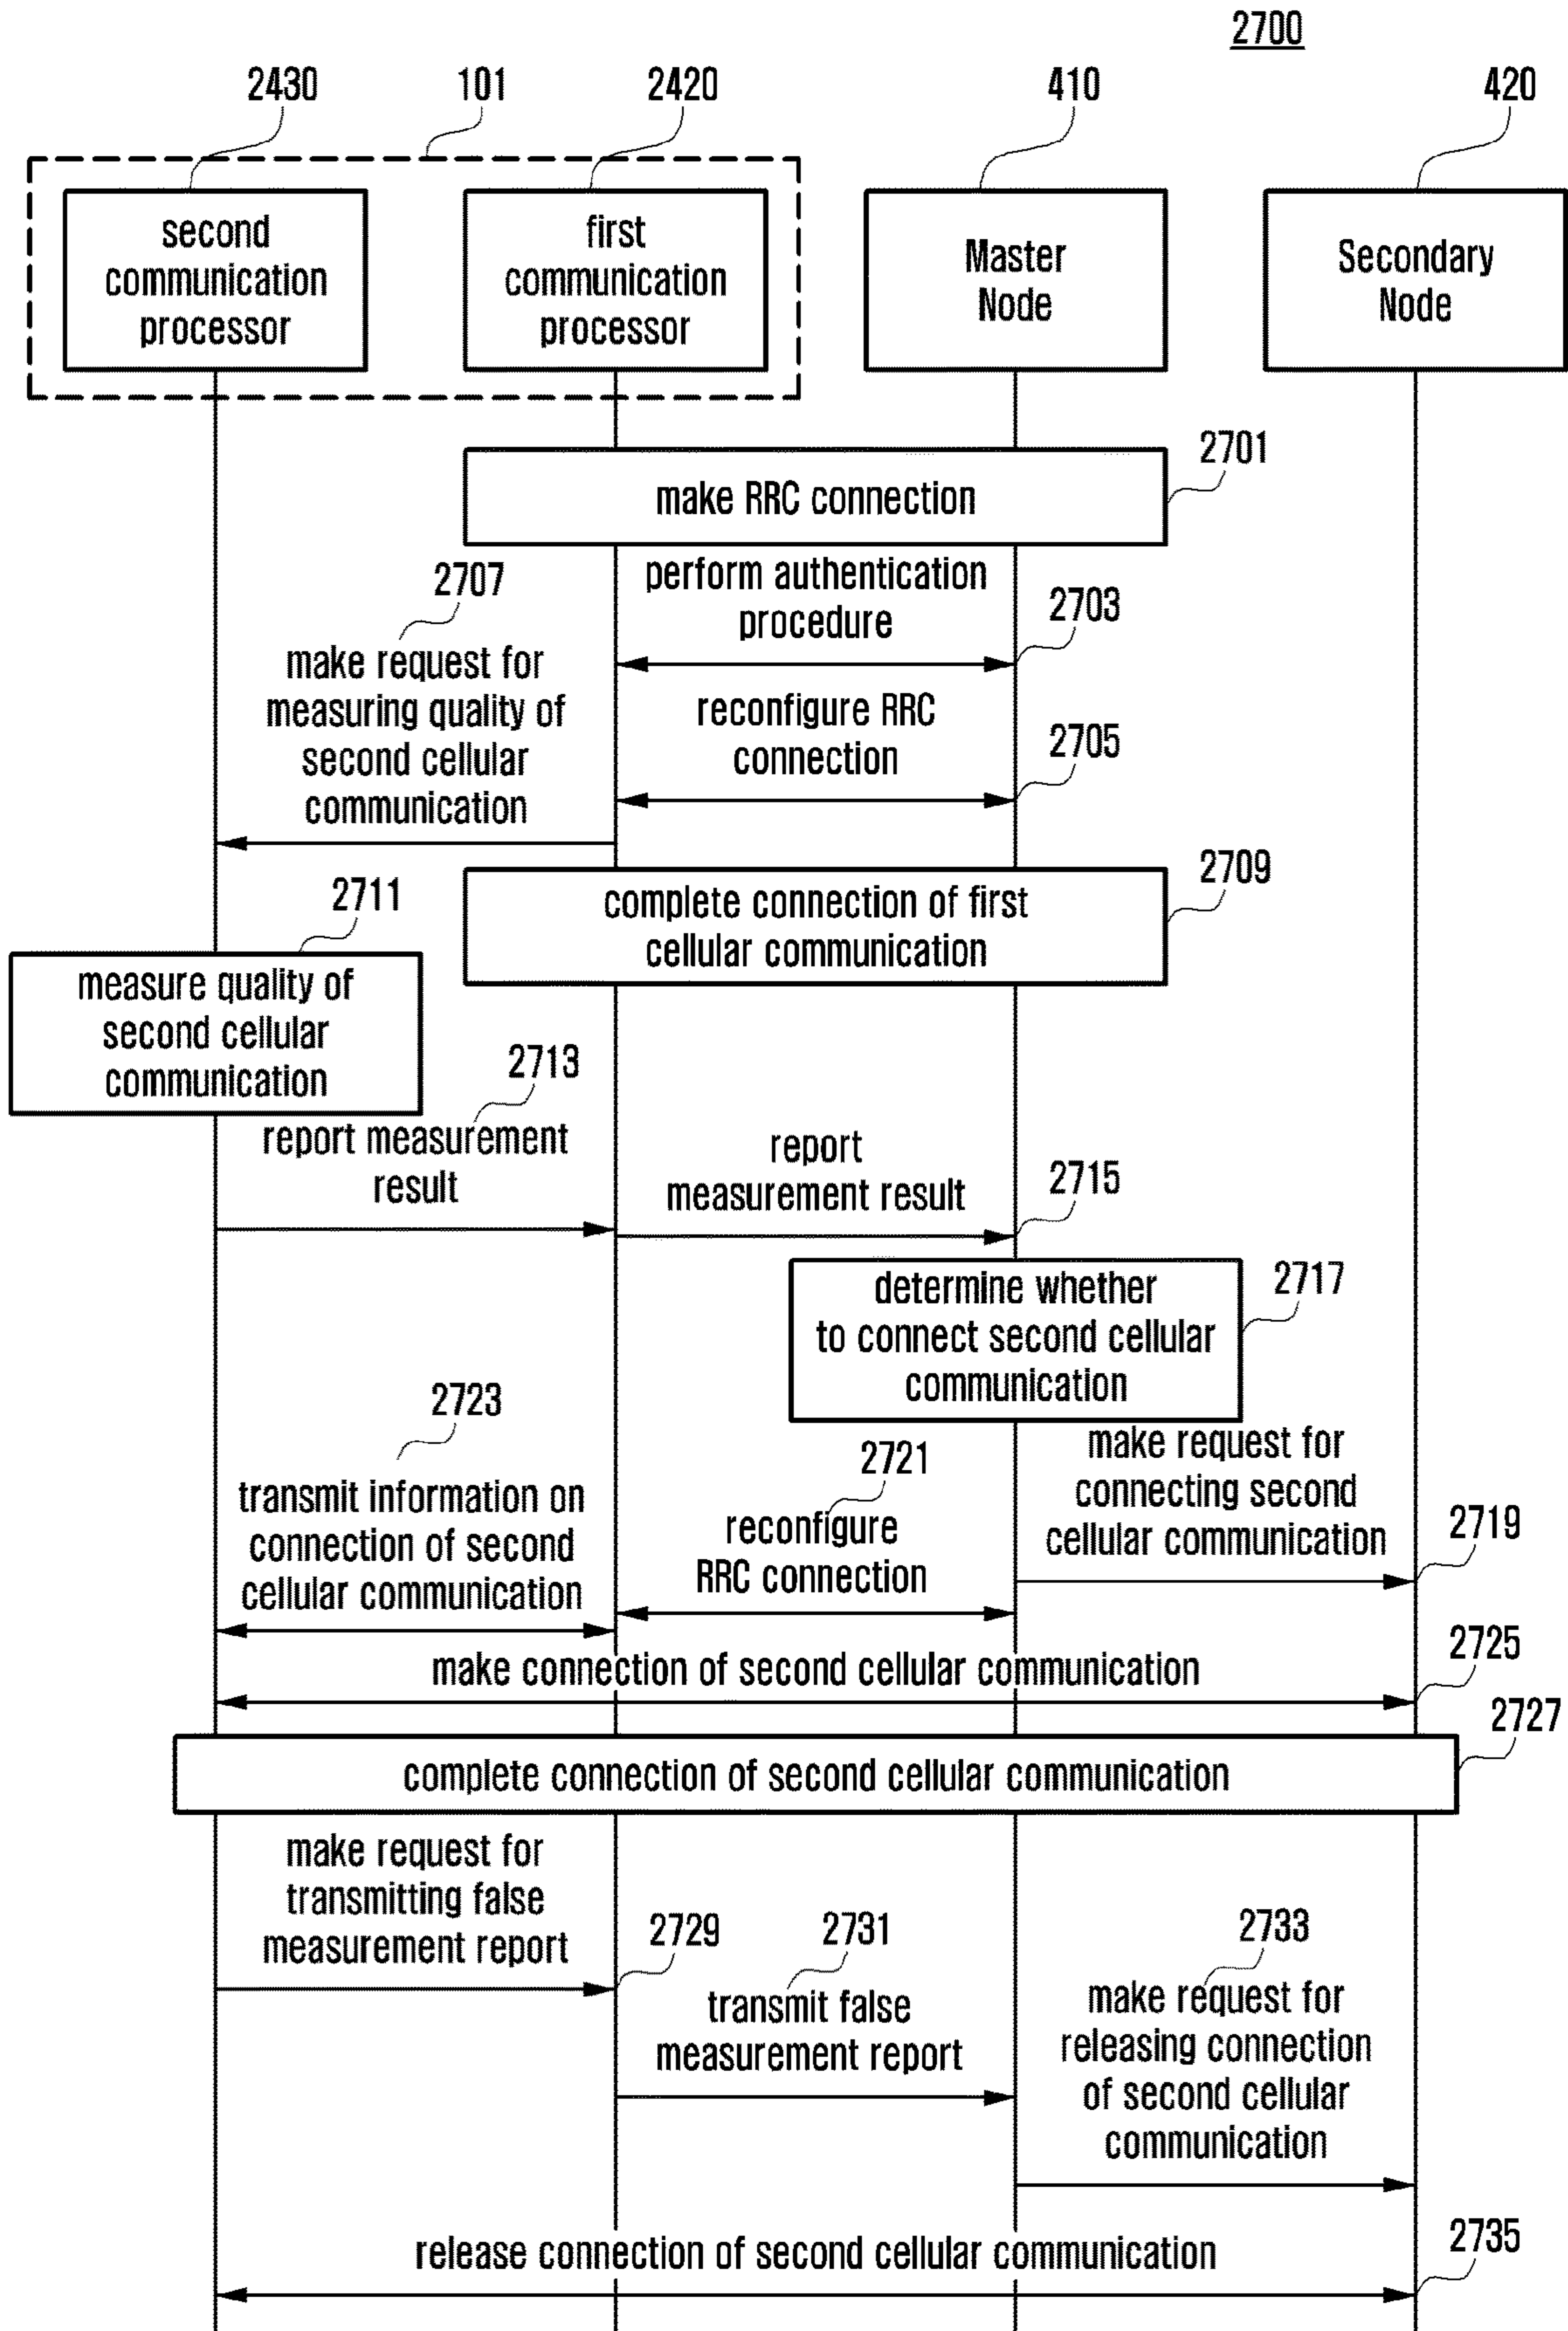 2700
2430
101
2420
410
420
second
communication
processor
first
communication
processor
Master
Node
Secondary
Node
2701
make RRC connection
2707
perform authentication
procedure
2703
make request for
measuring quality of
second cellular
communication
reconfigure RRC
connection
2705
2709
complete connection of first
cellular communication
2711
measure quality of
second cellular
communication
2713
report measurement
result
report
measurement result
2715
determine whether
to connect second cellular
communication
2717
2723
transmit information on
connection of second
cellular communication
2721
reconfigure
RRC connection
make request for
connecting second
cellular communication
2719
make connection of second cellular communication
2725
2727
complete connection of second cellular communication
make request for
transmitting false
measurement report
2729
2731
transmit false
measurement report
2733
make request for
releasing connection
of second cellular
communication
release connection of second cellular communication
2735